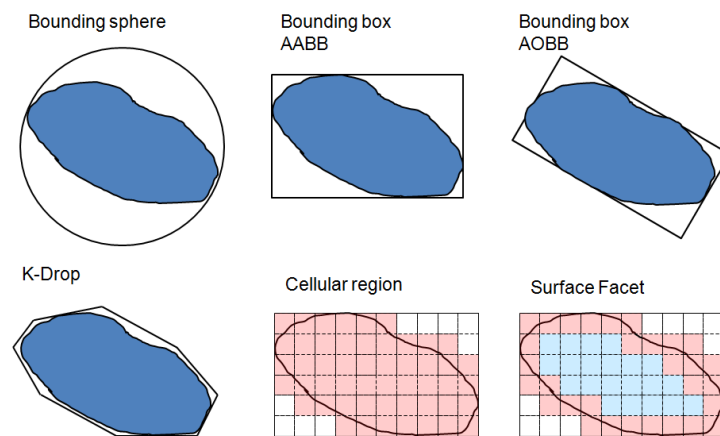 Bounding sphere
Bounding box
AABB
Bounding box
AOBB
K-Drop
Cellular region
Surface Facet